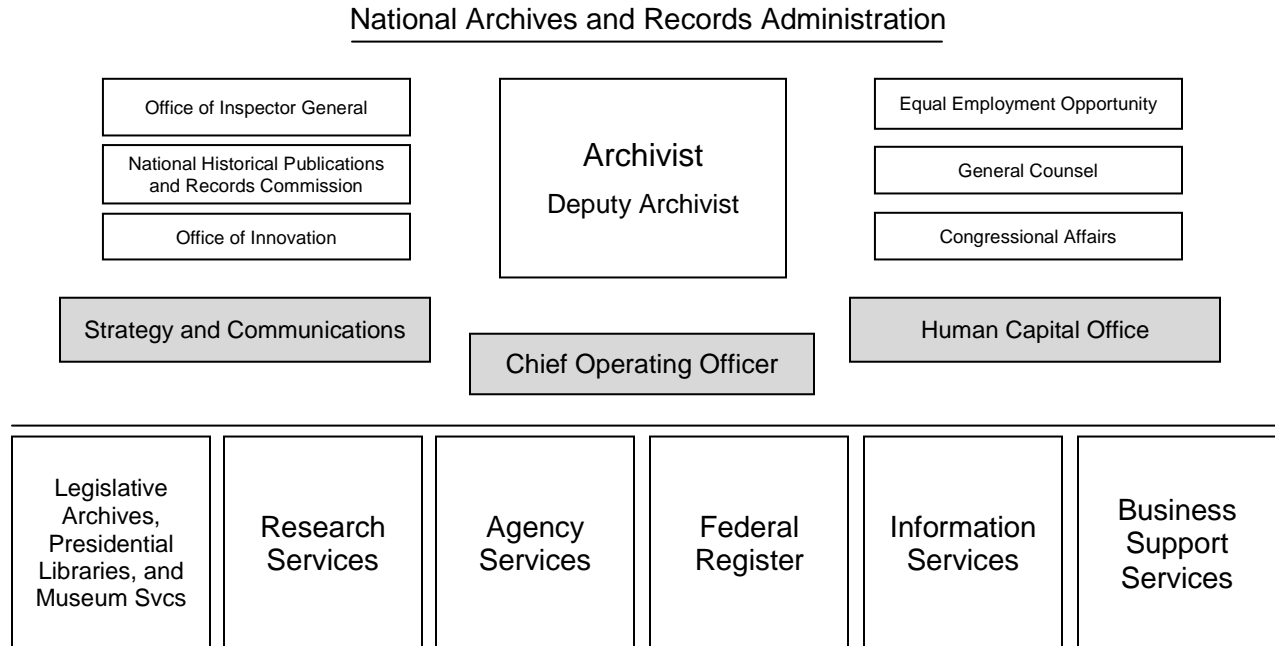 National Archives and Records Administration
Office of Inspector General
National Historical Publications
and Records Commission
Office of Innovation
Archivist
Deputy Archivist
Equal Employment Opportunity
General Counsel
Congressional Affairs
Strategy and Communications
Chief Operating Officer
Human Capital Office
Legislative
Archives,
Presidential
Libraries, and
Museum Svcs
Research
Services
Agency
Services
Federal
Register
Information
Services
Business
Support
Services